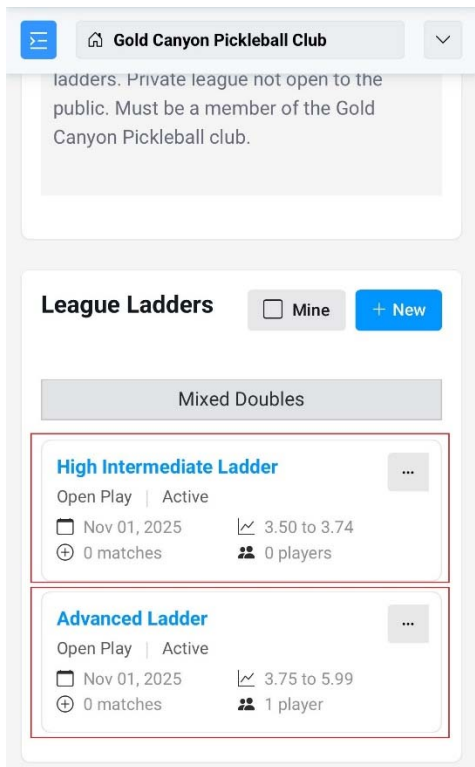 Gold Canyon Pickleball Club
ladders. Private league not open to the
public. Must be a member of the Gold
Canyon Pickleball club.
League Ladders
Mine
+ New
Mixed Doubles
High Intermediate Ladder
...
Open Play | Active
Nov 01, 2025
3.50 to 3.74
0 matches
0 players
Advanced Ladder
...
Open Play | Active
Nov 01, 2025
3.75 to 5.99
0 matches
1 player